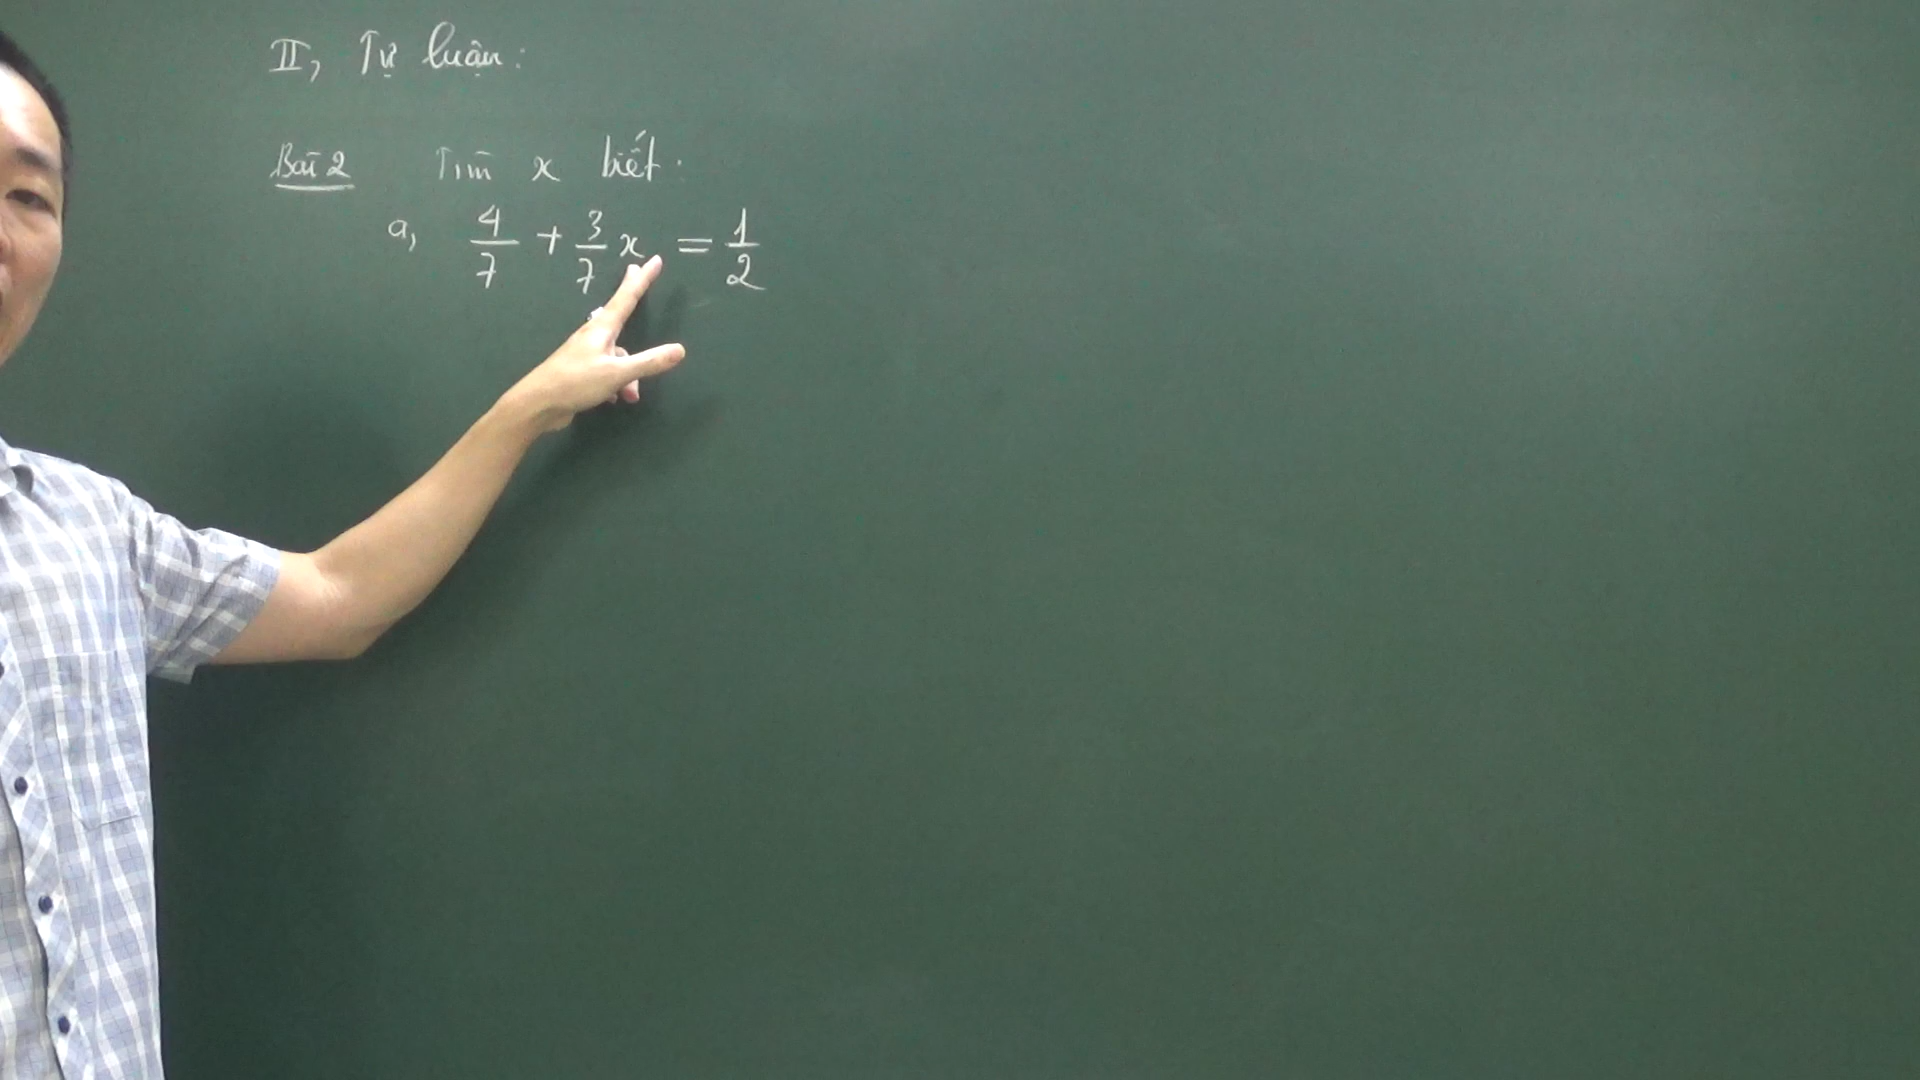 II, Tự luận:
Bài 2 Tìm x biết:
a, 4/7 + 3/7 x = 1/2